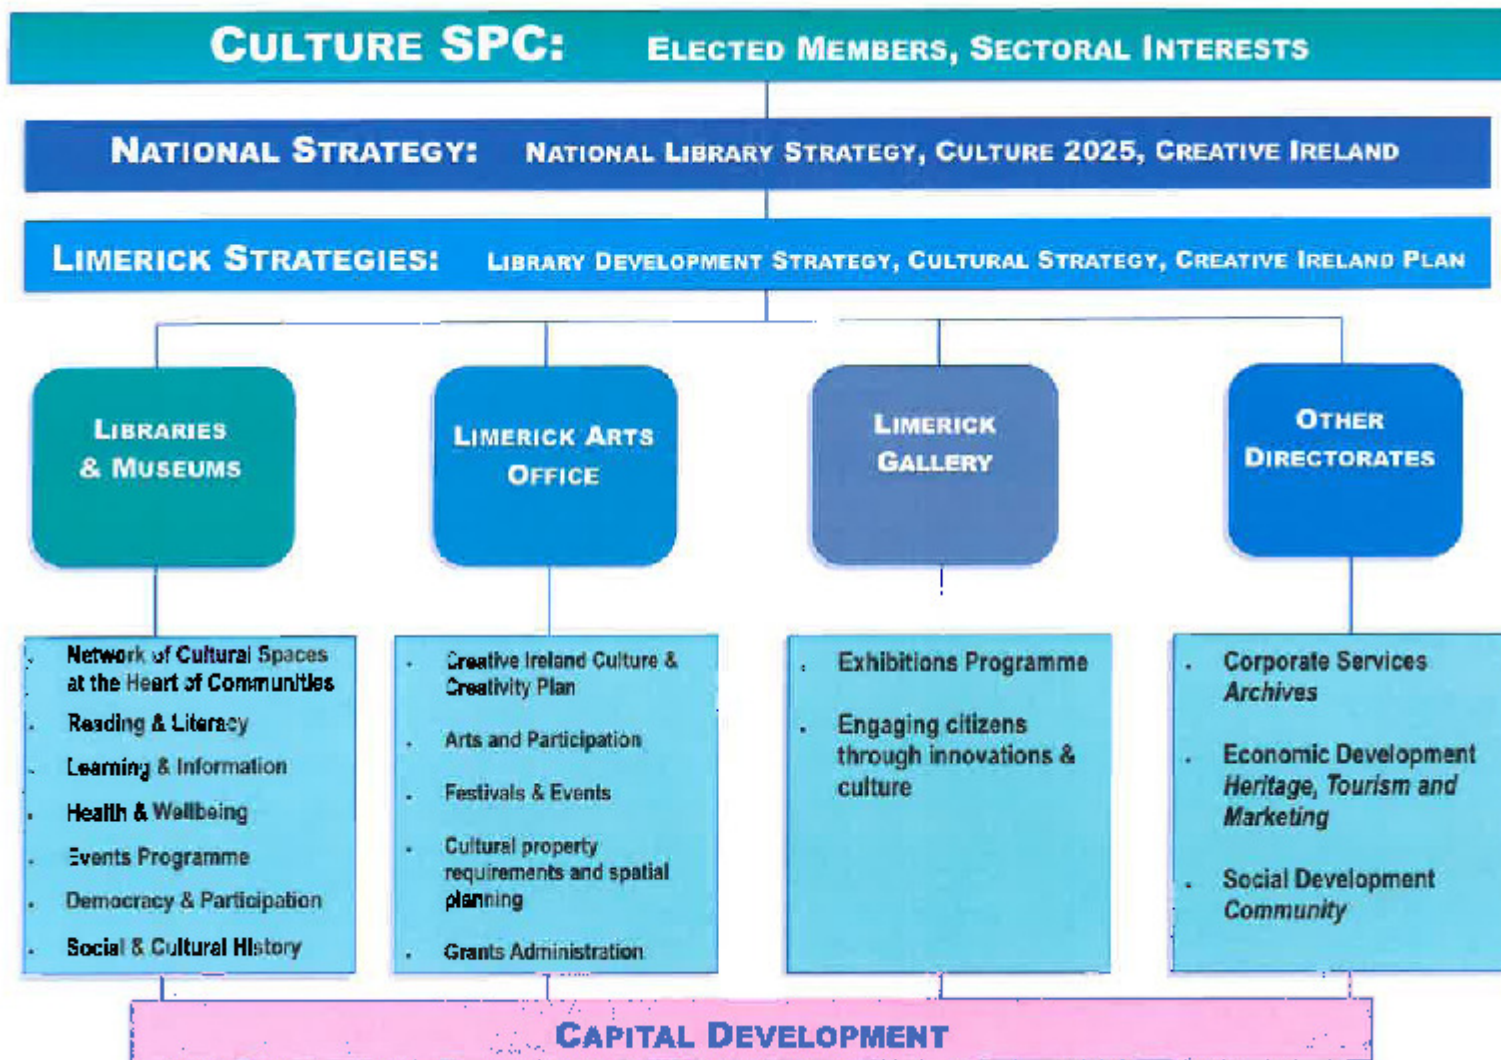 CULTURE SPC: ELECTED MEMBERS, SECTORAL INTERESTS
NATIONAL STRATEGY: NATIONAL LIBRARY STRATEGY, CULTURE 2025, CREATIVE IRELAND
LIMERICK STRATEGIES: LIBRARY DEVELOPMENT STRATEGY, CULTURAL STRATEGY, CREATIVE IRELAND PLAN
LIBRARIES
& MUSEUMS
LIMERICK ARTS
OFFICE
LIMERICK
GALLERY
OTHER
DIRECTORATES
. Network of Cultural Spaces
at the Heart of Communities
. Reading & Literacy
. Learning & Information
. Health & Wellbeing
. Events Programme
. Democracy & Participation
. Social & Cultural History
. Creative Ireland Culture &
Creativity Plan
. Arts and Participation
. Festivals & Events
. Cultural property
requirements and spatial
planning
. Grants Administration
. Exhibitions Programme
. Engaging citizens
through innovations &
culture
. Corporate Services
Archives
. Economic Development
Heritage, Tourism and
Marketing
. Social Development
Community
CAPITAL DEVELOPMENT